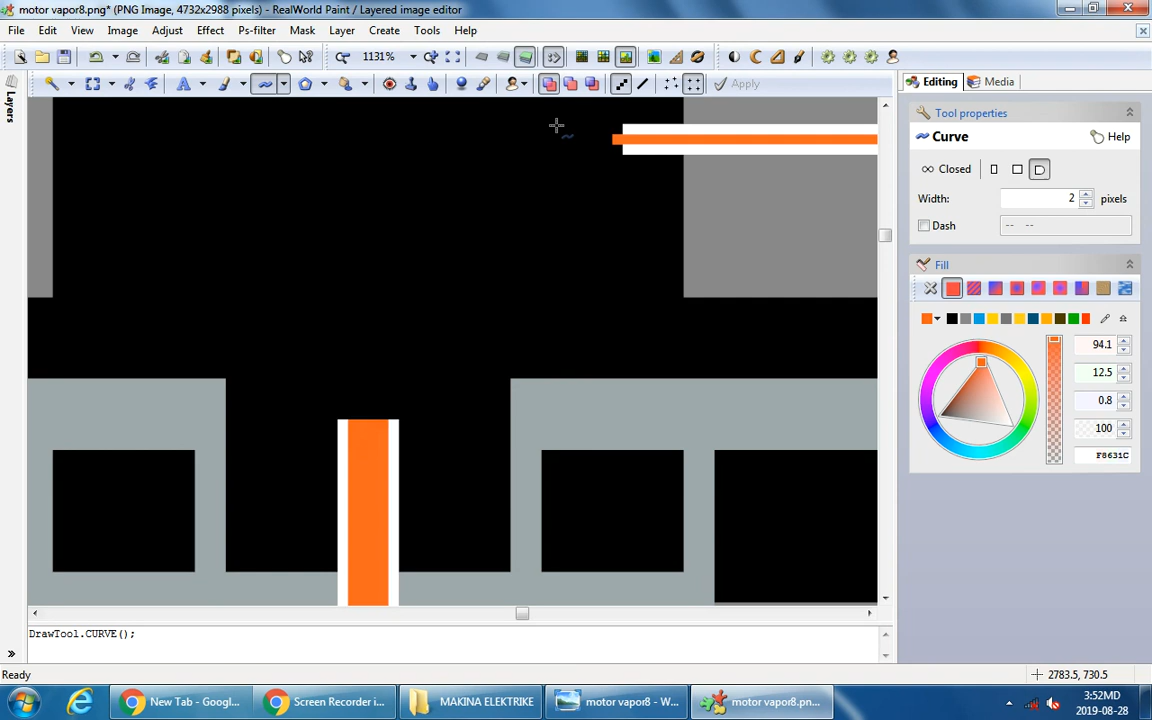 motor vapor8.png* (PNG Image, 4732x2988 pixels) - RealWorld Paint / Layered image editor
File Edit View Image Adjust Effect Ps-filter Mask Layer Create Tools Help
1131%
Apply
Layers
Editing Media
Tool properties
Curve Help
Closed
Width: 2 pixels
Dash -- --
Fill
94.1
12.5
0.8
100
F8631C
DrawTool.CURVE();
Ready 2783.5, 730.5
New Tab - Googl... Screen Recorder i... MAKINA ELEKTRIKE motor vapor8 - W... motor vapor8.pn... 3:52MD
2019-08-28